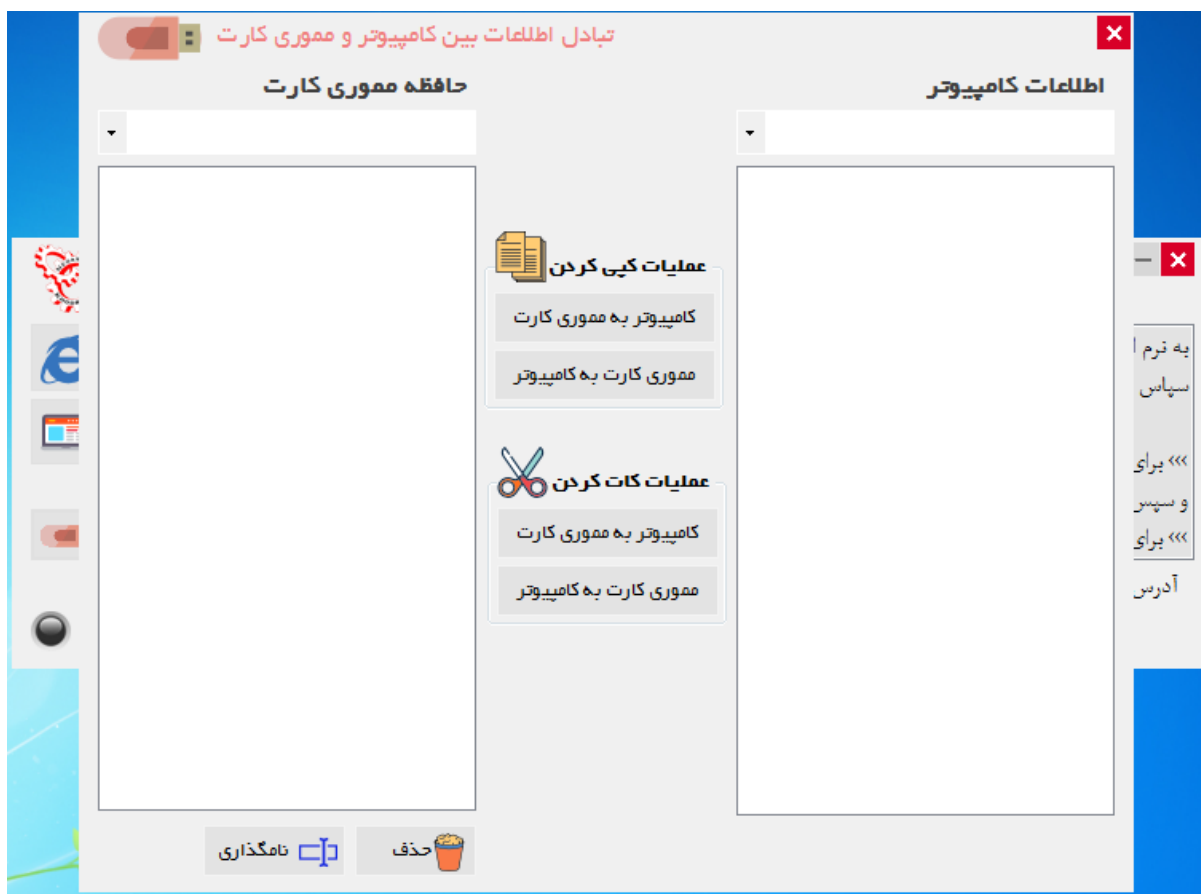 تبادل اطلاعات بین کامپیوتر و مموری کارت
اطلاعات کامپیوتر
حافظه مموری کارت
عملیات کپی کردن
کامپیوتر به مموری کارت
مموری کارت به کامپیوتر
عملیات کات کردن
کامپیوتر به مموری کارت
مموری کارت به کامپیوتر
حذف
نامگذاری
به نرم ا
سپاس
››› برای
و سپس
››› برای
آدرس